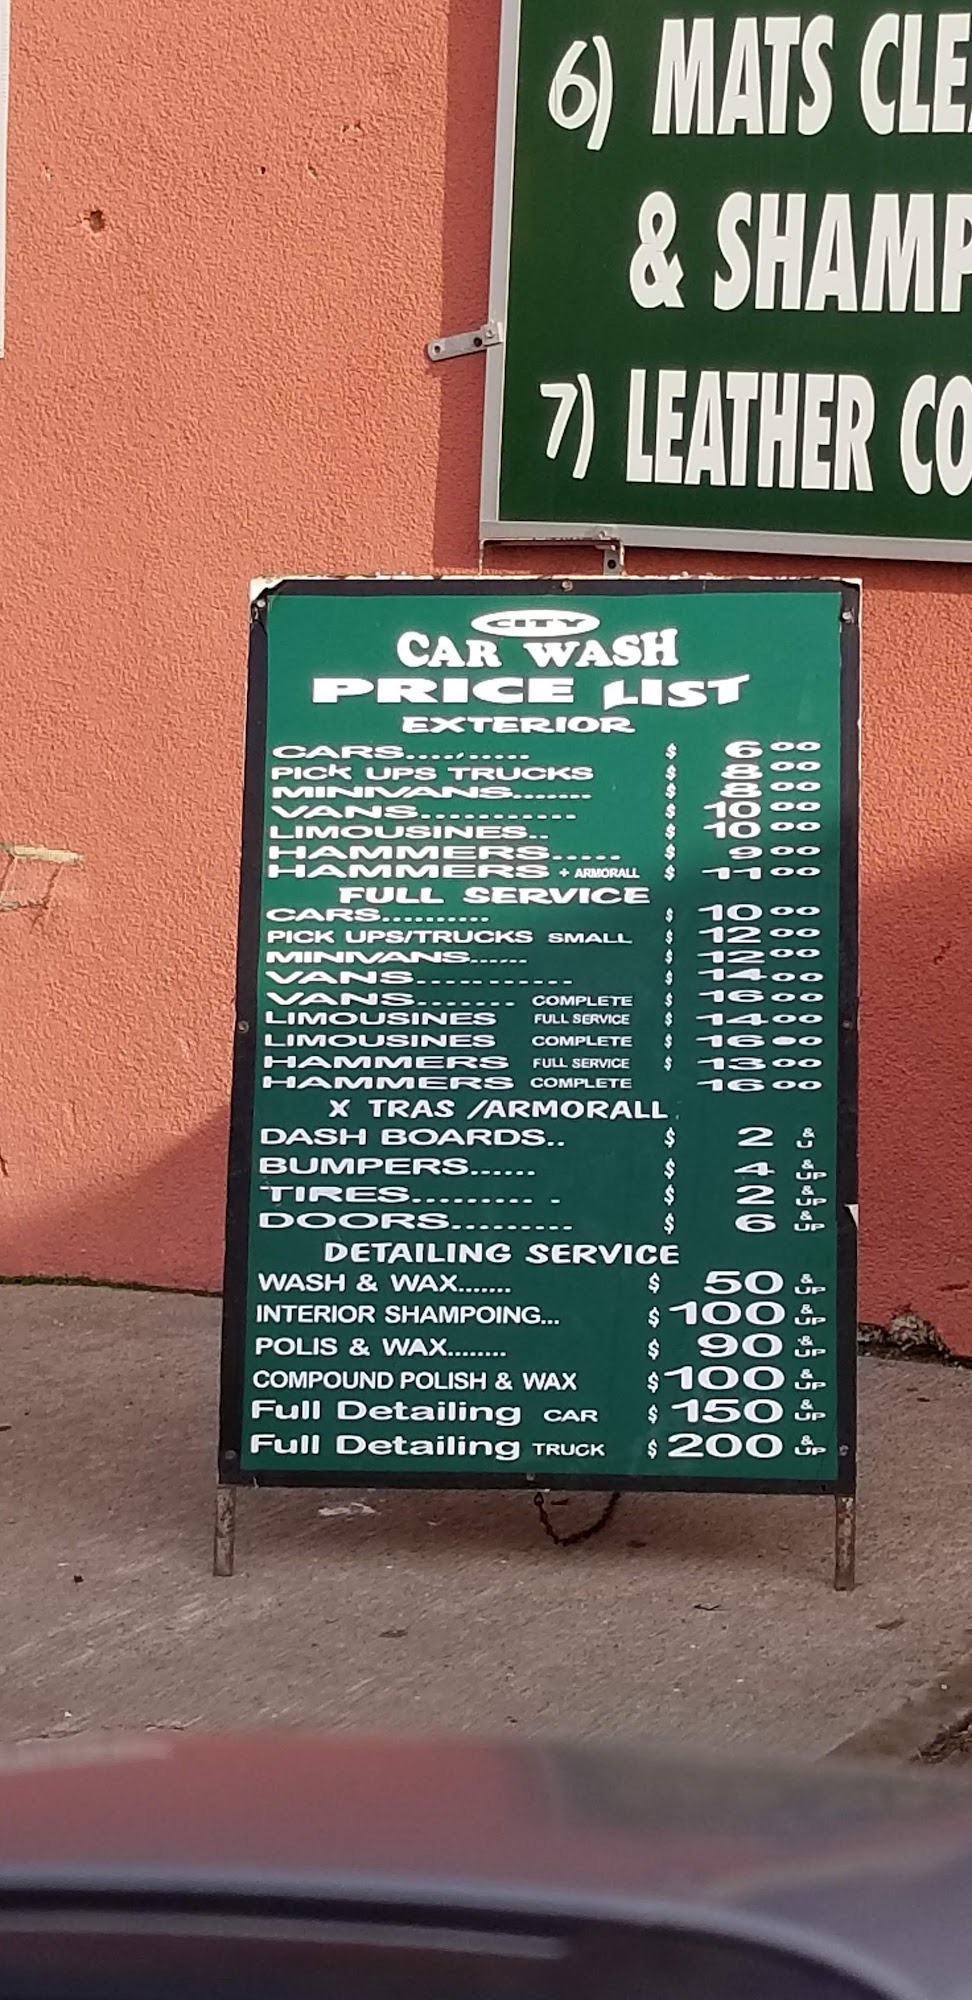 6) MATS CLE
& SHAMP
7) LEATHER CO
CITY
CAR WASH
PRICE LIST
EXTERIOR
CARS.......... $ 6 00
PICK UPS TRUCKS $ 8 00
MINIVANS....... $ 8 00
VANS............ $ 10 00
LIMOUSINES.. $ 10 00
HAMMERS..... $ 9 00
HAMMERS + ARMORALL $ 11 00
FULL SERVICE
CARS.......... $ 10 00
PICK UPS/TRUCKS SMALL $ 12 00
MINIVANS...... $ 12 00
VANS............ $ 14 00
VANS....... COMPLETE $ 16 00
LIMOUSINES FULL SERVICE $ 14 00
LIMOUSINES COMPLETE $ 16 00
HAMMERS FULL SERVICE $ 13 00
HAMMERS COMPLETE 16 00
X TRAS /ARMORALL
DASH BOARDS.. $ 2 & U
BUMPERS...... $ 4 & UP
TIRES.......... $ 2 & UP
DOORS......... $ 6 & UP
DETAILING SERVICE
WASH & WAX....... $ 50 & UP
INTERIOR SHAMPOING... $ 100 & UP
POLIS & WAX........ $ 90 & UP
COMPOUND POLISH & WAX $ 100 & UP
Full Detailing CAR $ 150 & UP
Full Detailing TRUCK $ 200 & UP